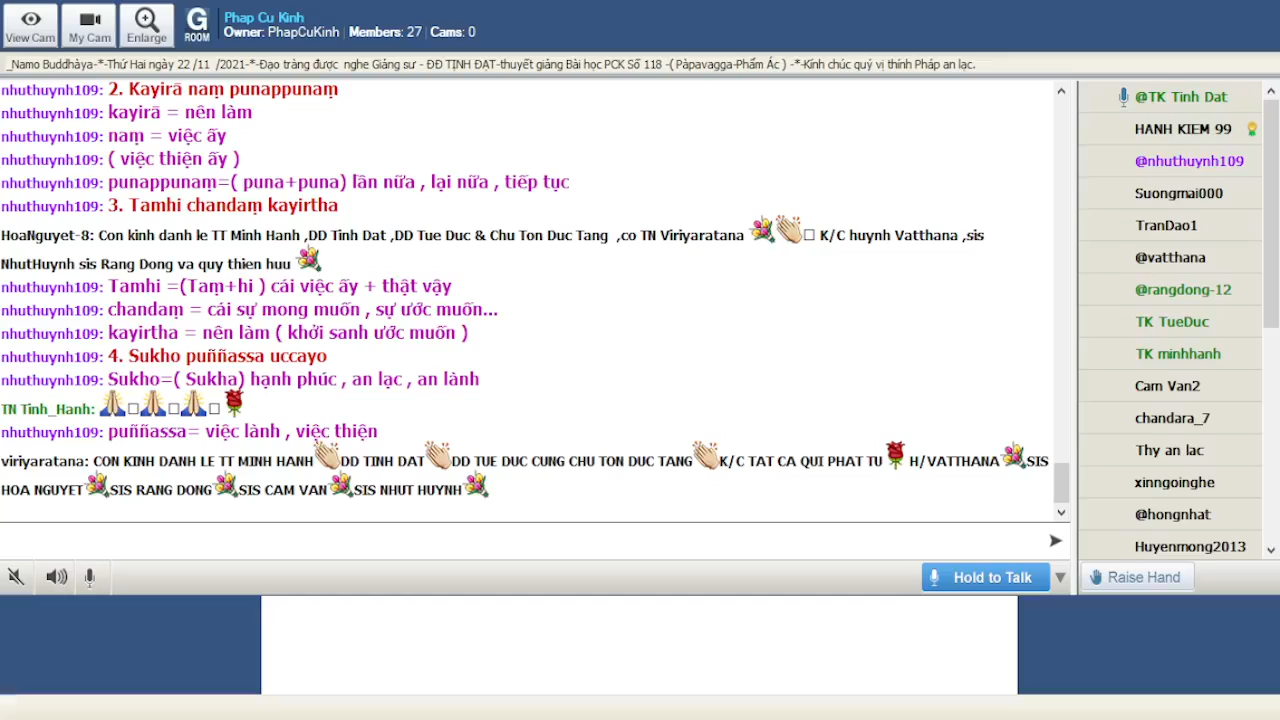 View Cam
My Cam
Enlarge
G
ROOM
Phap Cu Kinh
Owner: PhapCuKinh | Members: 27 | Cams: 0
_Namo Buddhàya-*-Thứ Hai ngày 22 /11 /2021-*-Đạo tràng được nghe Giảng sư - ĐĐ TỊNH ĐẠT-thuyết giảng Bài học PCK Số 118 -( Pàpavagga-Phẩm Ác ) -*-Kính chúc quý vị thính Pháp an lạc.
nhuthuynh109: 2. Kayirā naṃ punappunaṃ
nhuthuynh109: kayirā = nên làm
nhuthuynh109: naṃ = việc ấy
nhuthuynh109: ( việc thiện ấy )
nhuthuynh109: punappunaṃ=( puna+puna) lần nữa , lại nữa , tiếp tục
nhuthuynh109: 3. Tamhi chandaṃ kayirtha
HoaNguyet-8: Con kinh danh le TT Minh Hanh ,DD Tinh Dat ,DD Tue Duc & Chu Ton Duc Tang ,co TN Viriyaratana 💐👏□ K/C huynh Vatthana ,sis
NhutHuynh sis Rang Dong va quy thien huu 💐
nhuthuynh109: Tamhi =(Taṃ+hi ) cái việc ấy + thật vậy
nhuthuynh109: chandaṃ = cái sự mong muốn , sự ước muốn...
nhuthuynh109: kayirtha = nên làm ( khởi sanh ước muốn )
nhuthuynh109: 4. Sukho puññassa uccayo
nhuthuynh109: Sukho=( Sukha) hạnh phúc , an lạc , an lành
TN Tinh_Hanh: 🙏□🙏□🙏□🌹
nhuthuynh109: puññassa= việc lành , việc thiện
viriyaratana: CON KINH DANH LE TT MINH HANH👏DD TINH DAT👏DD TUE DUC CUNG CHU TON DUC TANG👏K/C TAT CA QUI PHAT TU🌹H/VATTHANA💐SIS
HOA NGUYET💐SIS RANG DONG💐SIS CAM VAN💐SIS NHUT HUYNH💐
Hold to Talk
@TK Tinh Dat
HANH KIEM 99
@nhuthuynh109
Suongmai000
TranDao1
@vatthana
@rangdong-12
TK TueDuc
TK minhhanh
Cam Van2
chandara_7
Thy an lac
xinngoinghe
@hongnhat
Huyenmong2013
Raise Hand